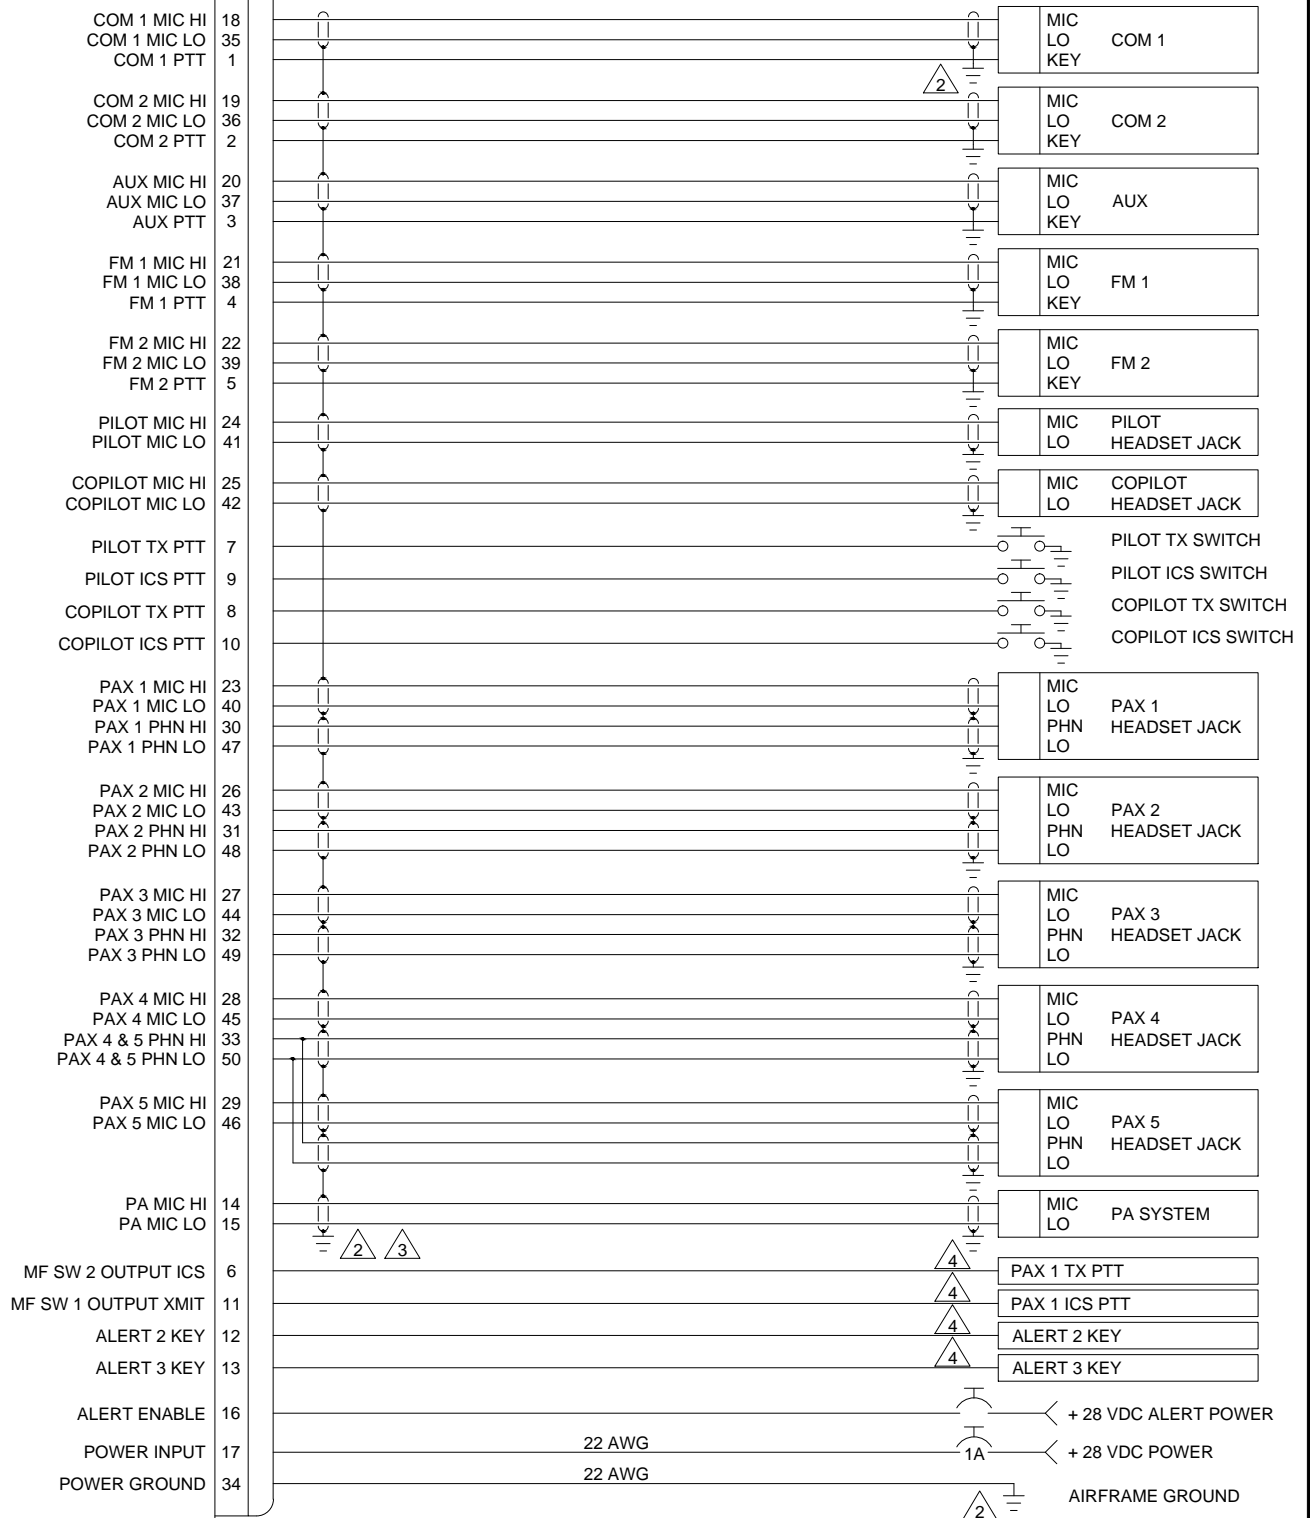 COM 1 MIC HI 18 MIC
COM 1 MIC LO 35 LO COM 1
COM 1 PTT 1 KEY
2
COM 2 MIC HI 19 MIC
COM 2 MIC LO 36 LO COM 2
COM 2 PTT 2 KEY
AUX MIC HI 20 MIC
AUX MIC LO 37 LO AUX
AUX PTT 3 KEY
FM 1 MIC HI 21 MIC
FM 1 MIC LO 38 LO FM 1
FM 1 PTT 4 KEY
FM 2 MIC HI 22 MIC
FM 2 MIC LO 39 LO FM 2
FM 2 PTT 5 KEY
PILOT MIC HI 24 MIC PILOT
PILOT MIC LO 41 LO HEADSET JACK
COPILOT MIC HI 25 MIC COPILOT
COPILOT MIC LO 42 LO HEADSET JACK
PILOT TX PTT 7 PILOT TX SWITCH
PILOT ICS PTT 9 PILOT ICS SWITCH
COPILOT TX PTT 8 COPILOT TX SWITCH
COPILOT ICS PTT 10 COPILOT ICS SWITCH
PAX 1 MIC HI 23 MIC
PAX 1 MIC LO 40 LO PAX 1
PAX 1 PHN HI 30 PHN HEADSET JACK
PAX 1 PHN LO 47 LO
PAX 2 MIC HI 26 MIC
PAX 2 MIC LO 43 LO PAX 2
PAX 2 PHN HI 31 PHN HEADSET JACK
PAX 2 PHN LO 48 LO
PAX 3 MIC HI 27 MIC
PAX 3 MIC LO 44 LO PAX 3
PAX 3 PHN HI 32 PHN HEADSET JACK
PAX 3 PHN LO 49 LO
PAX 4 MIC HI 28 MIC
PAX 4 MIC LO 45 LO PAX 4
PAX 4 & 5 PHN HI 33 PHN HEADSET JACK
PAX 4 & 5 PHN LO 50 LO
PAX 5 MIC HI 29 MIC
PAX 5 MIC LO 46 LO PAX 5
PHN HEADSET JACK
LO
PA MIC HI 14 MIC
PA MIC LO 15 LO PA SYSTEM
2 3
MF SW 2 OUTPUT ICS 6 4 PAX 1 TX PTT
MF SW 1 OUTPUT XMIT 11 4 PAX 1 ICS PTT
ALERT 2 KEY 12 4 ALERT 2 KEY
ALERT 3 KEY 13 4 ALERT 3 KEY
ALERT ENABLE 16 + 28 VDC ALERT POWER
POWER INPUT 17 22 AWG 1A + 28 VDC POWER
POWER GROUND 34 22 AWG
2 AIRFRAME GROUND